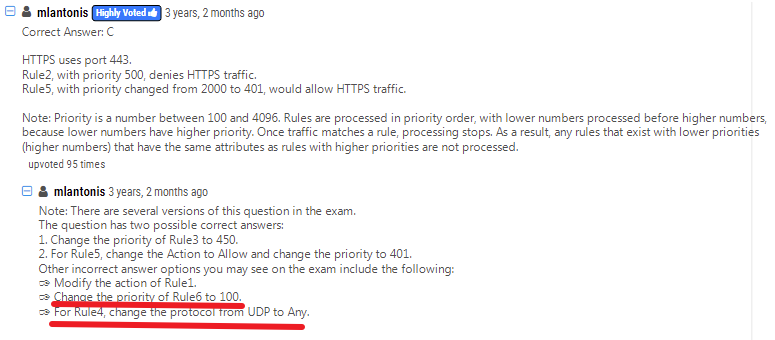 mlantonis Highly Voted 3 years, 2 months ago
Correct Answer: C
HTTPS uses port 443.
Rule2, with priority 500, denies HTTPS traffic.
Rule5, with priority changed from 2000 to 401, would allow HTTPS traffic.
Note: Priority is a number between 100 and 4096. Rules are processed in priority order, with lower numbers processed before higher numbers,
because lower numbers have higher priority. Once traffic matches a rule, processing stops. As a result, any rules that exist with lower priorities
(higher numbers) that have the same attributes as rules with higher priorities are not processed.
upvoted 95 times
mlantonis 3 years, 2 months ago
Note: There are several versions of this question in the exam.
The question has two possible correct answers:
1. Change the priority of Rule3 to 450.
2. For Rule5, change the Action to Allow and change the priority to 401.
Other incorrect answer options you may see on the exam include the following:
⇨ Modify the action of Rule1.
⇨ Change the priority of Rule6 to 100.
⇨ For Rule4, change the protocol from UDP to Any.